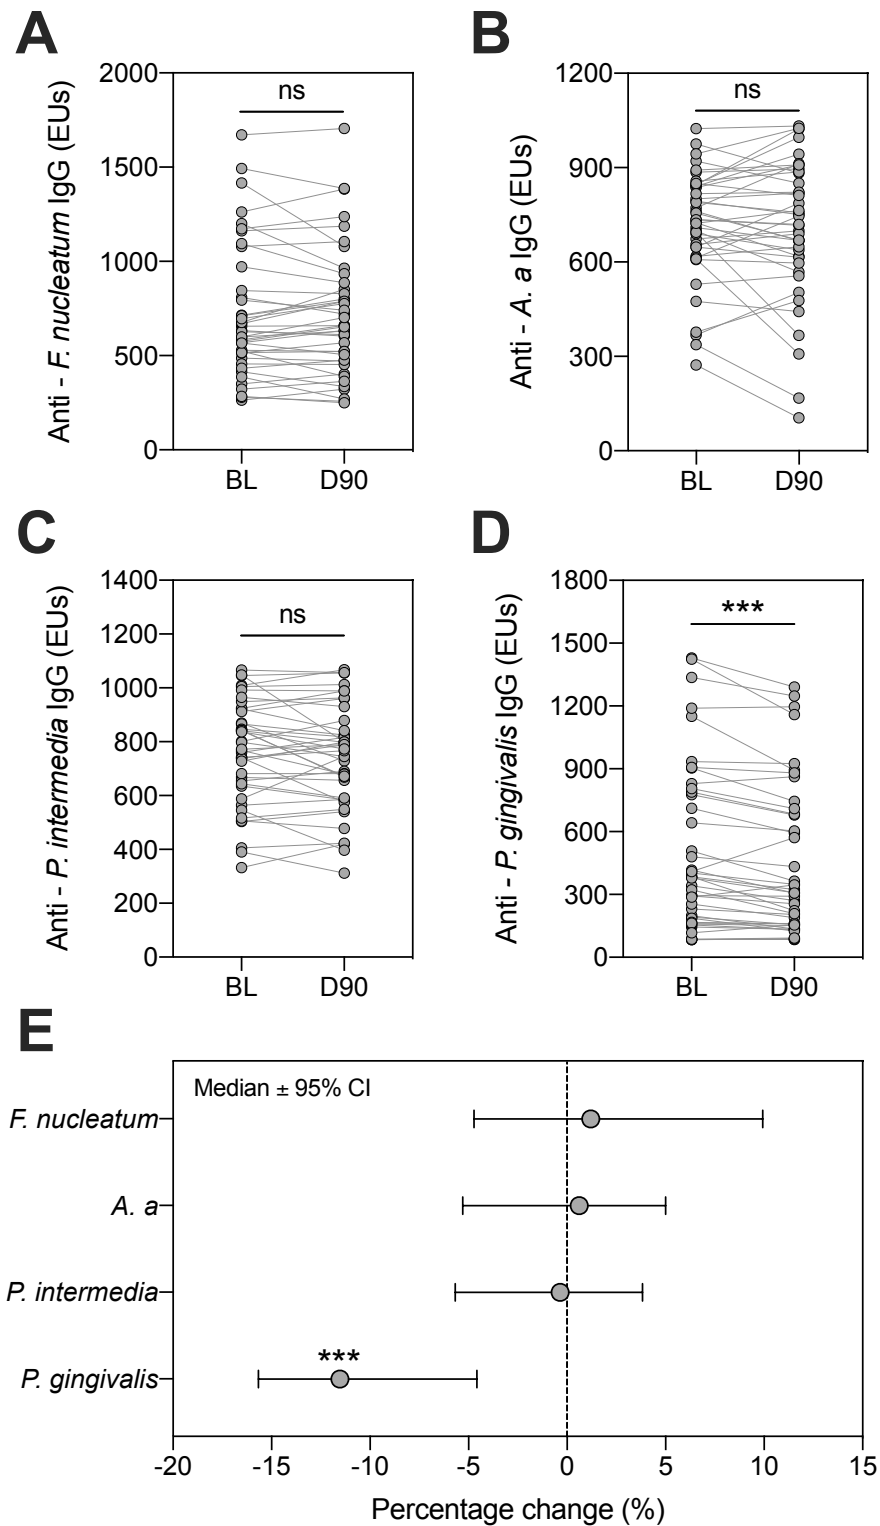 A
Anti - F. nucleatum IgG (EUs)
2000
1500
1000
500
0
ns
BL
D90
B
Anti - A. a IgG (EUs)
1200
900
600
300
0
ns
BL
D90
C
Anti - P. intermedia IgG (EUs)
1400
1200
1000
800
600
400
200
0
ns
BL
D90
D
Anti - P. gingivalis IgG (EUs)
1800
1500
1200
900
600
300
0
***
BL
D90
E
Median ± 95% CI
F. nucleatum
A. a
P. intermedia
P. gingivalis
***
-20
-15
-10
-5
0
5
10
15
Percentage change (%)